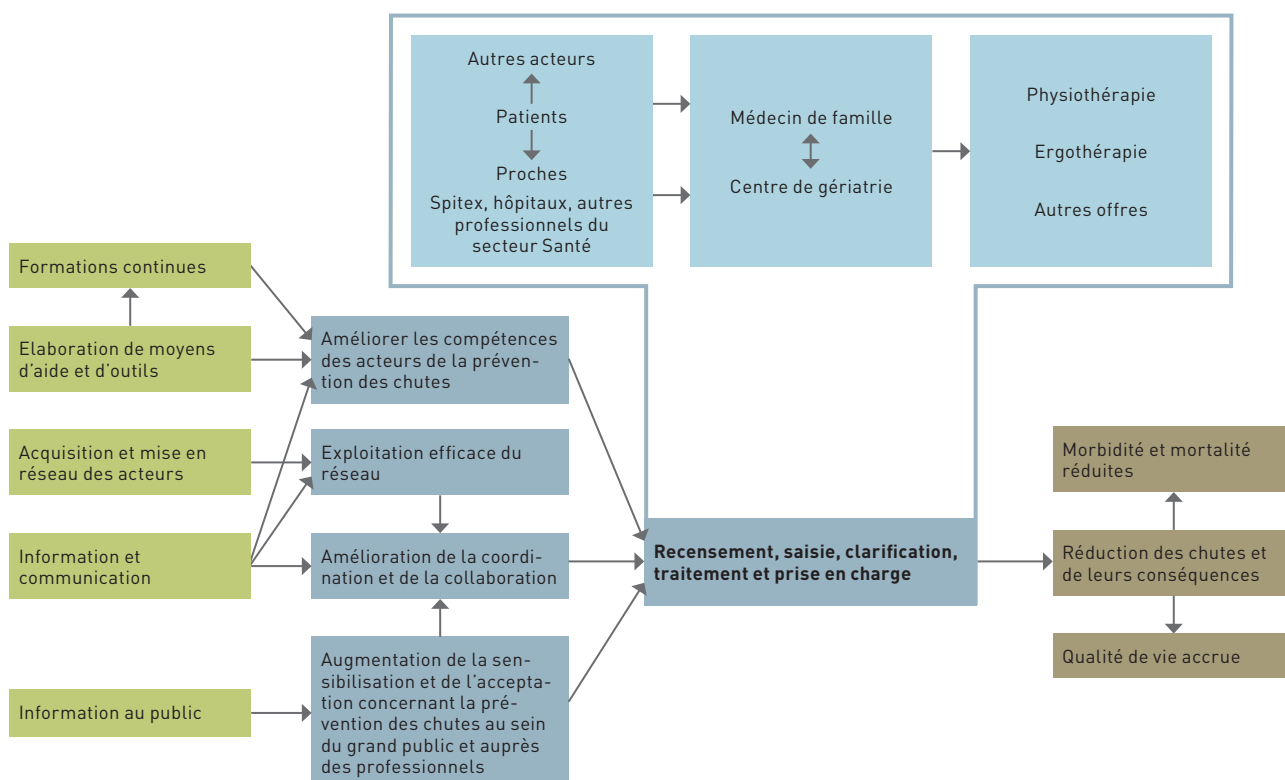 Autres acteurs
Patients
Proches
Spitex, hôpitaux, autres
professionnels du
secteur Santé
Médecin de famille
Centre de gériatrie
Physiothérapie
Ergothérapie
Autres offres
Formations continues
Elaboration de moyens
d'aide et d'outils
Acquisition et mise en
réseau des acteurs
Information et
communication
Information au public
Améliorer les compétences
des acteurs de la préven-
tion des chutes
Exploitation efficace du
réseau
Amélioration de la coordi-
nation et de la collaboration
Augmentation de la sen-
sibilisation et de l'accepta-
tion concernant la pré-
vention des chutes au sein
du grand public et auprès
des professionnels
Recensement, saisie, clarification,
traitement et prise en charge
Morbidité et mortalité
réduites
Réduction des chutes et
de leurs conséquences
Qualité de vie accrue